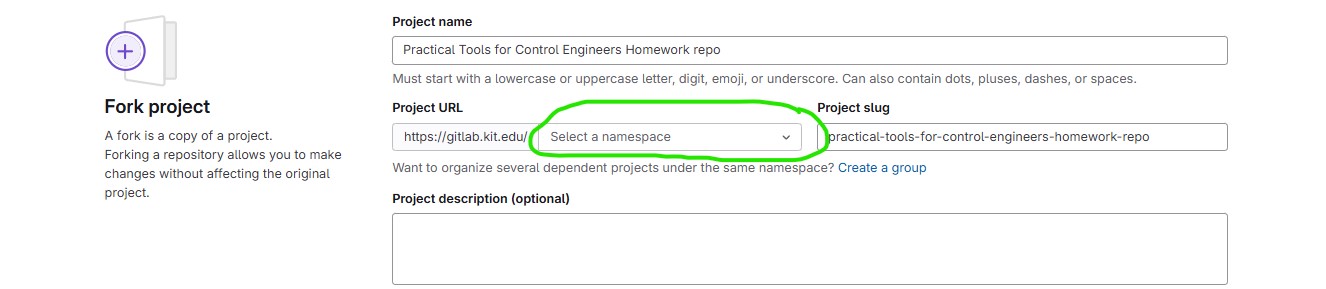 Fork project
A fork is a copy of a project.
Forking a repository allows you to make
changes without affecting the original
project.
Project name
Practical Tools for Control Engineers Homework repo
Must start with a lowercase or uppercase letter, digit, emoji, or underscore. Can also contain dots, pluses, dashes, or spaces.
Project URL
https://gitlab.kit.edu/
Select a namespace
Project slug
practical-tools-for-control-engineers-homework-repo
Want to organize several dependent projects under the same namespace? Create a group
Project description (optional)